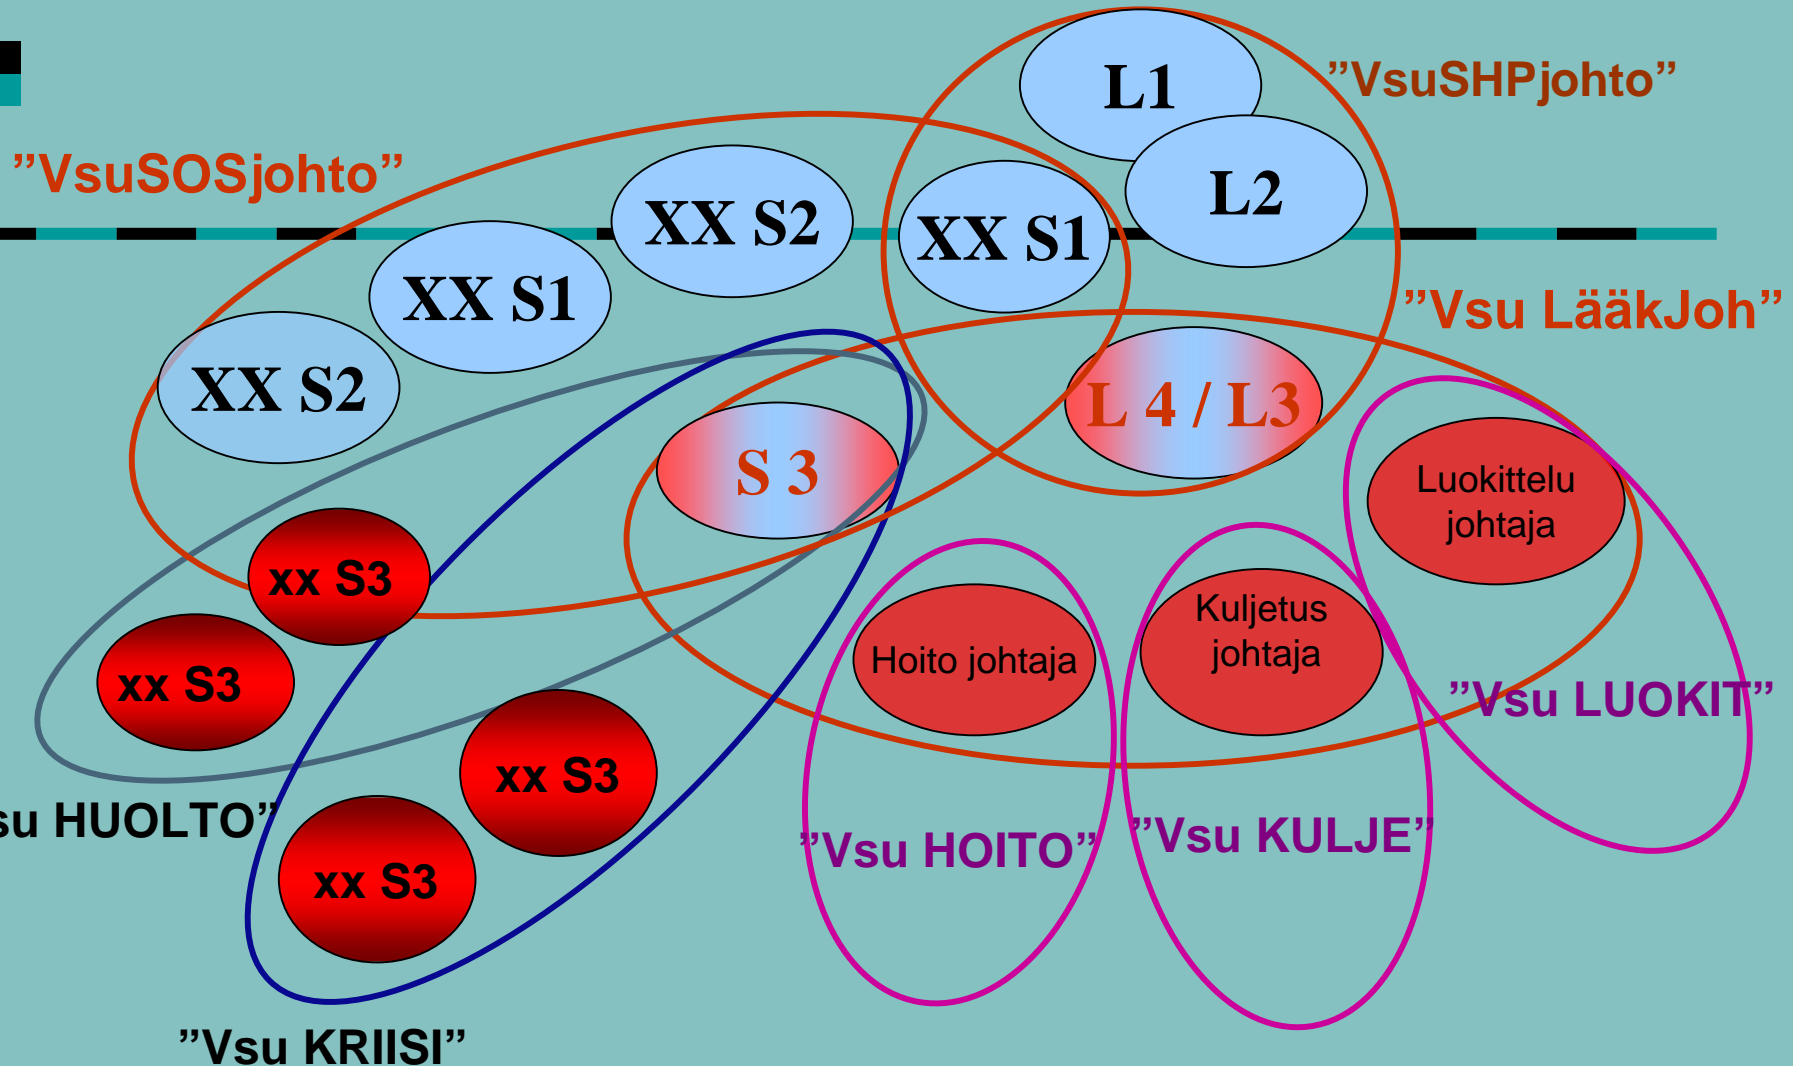 L1
”VsuSHPjohto”
”VsuSOSjohto”
L2
XX S2
XX S1
XX S1
”Vsu LääkJoh”
XX S2
L 4 / L3
S 3
Luokittelu
johtaja
xx S3
Kuljetus
johtaja
Hoito johtaja
xx S3
”Vsu LUOKIT”
xx S3
su HUOLTO”
”Vsu HOITO”
”Vsu KULJE”
xx S3
”Vsu KRIISI”